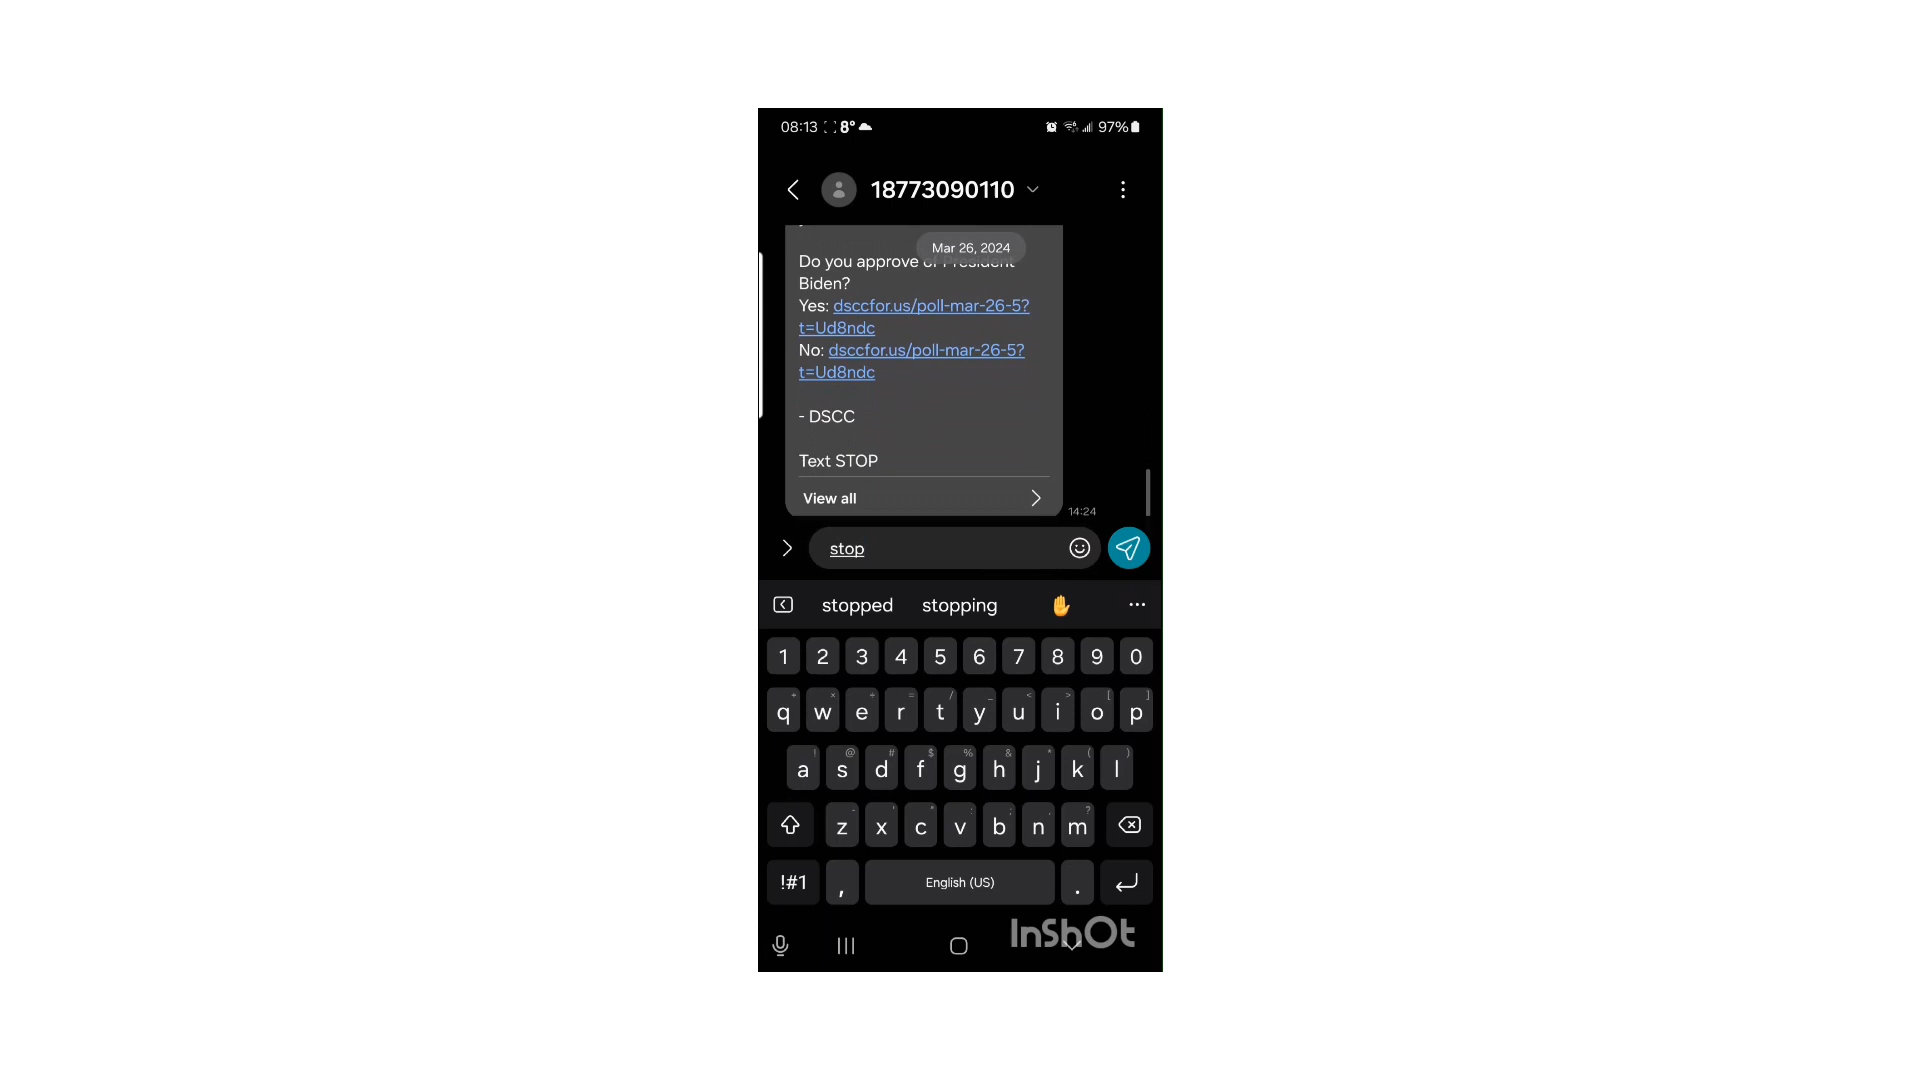 08:13 8° 97%
18773090110
Mar 26, 2024
Do you approve of President
Biden?
Yes: dsccfor.us/poll-mar-26-5?
t=Ud8ndc
No: dsccfor.us/poll-mar-26-5?
t=Ud8ndc
- DSCC
Text STOP
View all
14:24
stop
stopped stopping
1 2 3 4 5 6 7 8 9 0
q w e r t y u i o p
a s d f g h j k l
z x c v b n m
!#1 , English (US) .
InShOt